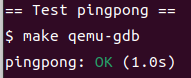 == Test pingpong ==
$ make qemu-gdb
pingpong: OK (1.0s)